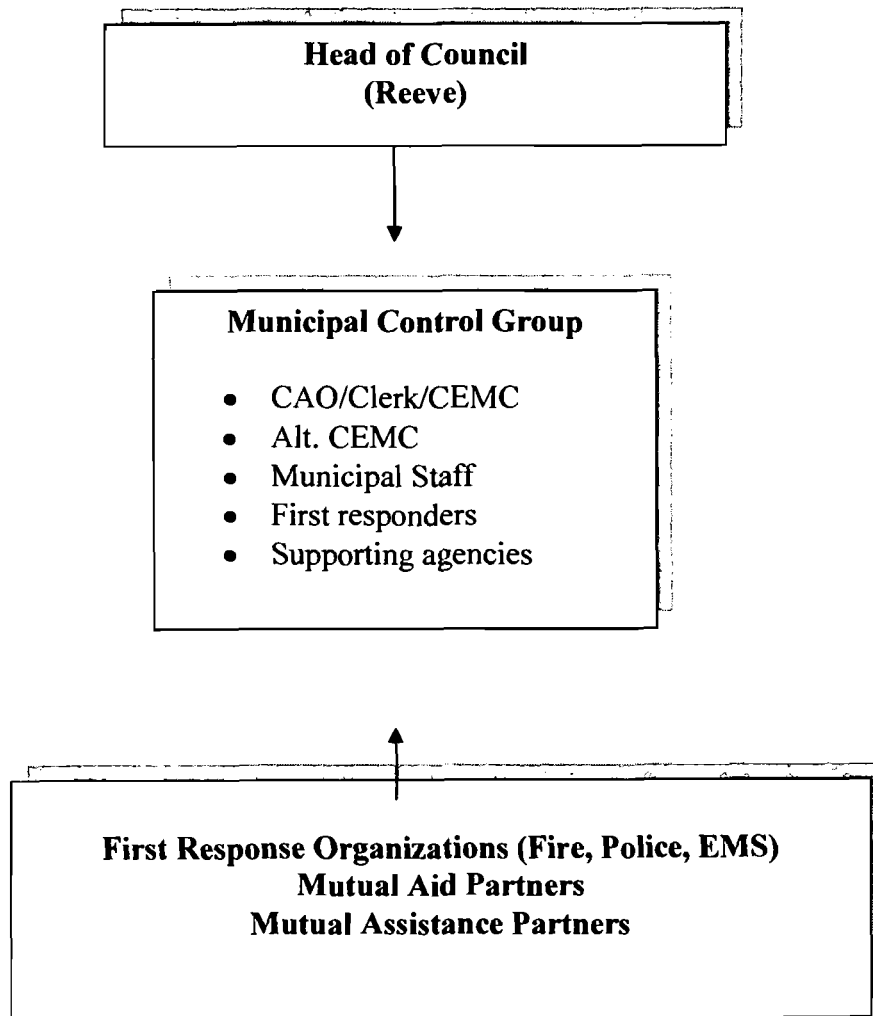 Head of Council
(Reeve)
Municipal Control Group
• CAO/Clerk/CEMC
• Alt. CEMC
• Municipal Staff
• First responders
• Supporting agencies
First Response Organizations (Fire, Police, EMS)
Mutual Aid Partners
Mutual Assistance Partners